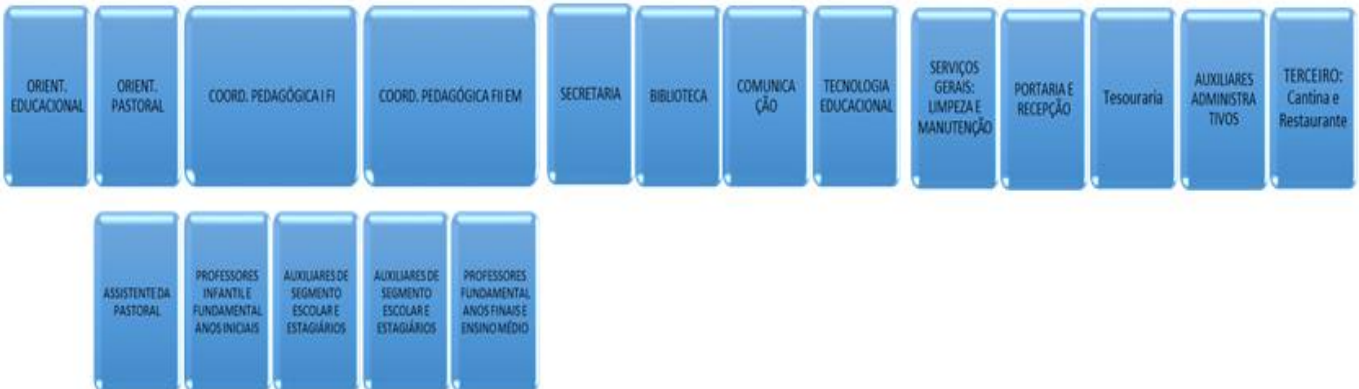 ORIENT.
EDUCACIONAL
ORIENT.
PASTORAL
COORD. PEDAGÓGICA I FI
COORD. PEDAGÓGICA FII EM
SECRETARIA
BIBLIOTECA
COMUNICA
ÇÃO
TECNOLOGIA
EDUCACIONAL
SERVIÇOS
GERAIS:
LIMPEZA E
MANUTENÇÃO
PORTARIA E
RECEPÇÃO
Tesouraria
AUXILIARES
ADMINISTRA
TIVOS
TERCEIRO:
Cantina e
Restaurante
ASSISTENTE DA
PASTORAL
PROFESSORES
INFANTIL E
FUNDAMENTAL
ANOS INICIAIS
AUXILIARES DE
SEGMENTO
ESCOLAR E
ESTAGIÁRIOS
AUXILIARES DE
SEGMENTO
ESCOLAR E
ESTAGIÁRIOS
PROFESSORES
FUNDAMENTAL
ANOS FINAIS E
ENSINO MÉDIO